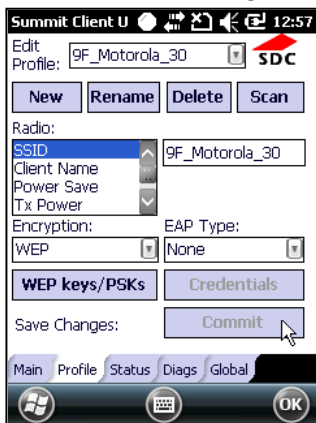 Summit Client U 12:57
Edit
Profile: 9F_Motorola_30 SDC
New Rename Delete Scan
Radio:
SSID 9F_Motorola_30
Client Name
Power Save
Tx Power
Encryption: EAP Type:
WEP None
WEP keys/PSKs Credentials
Save Changes: Commit
Main Profile Status Diags Global
OK